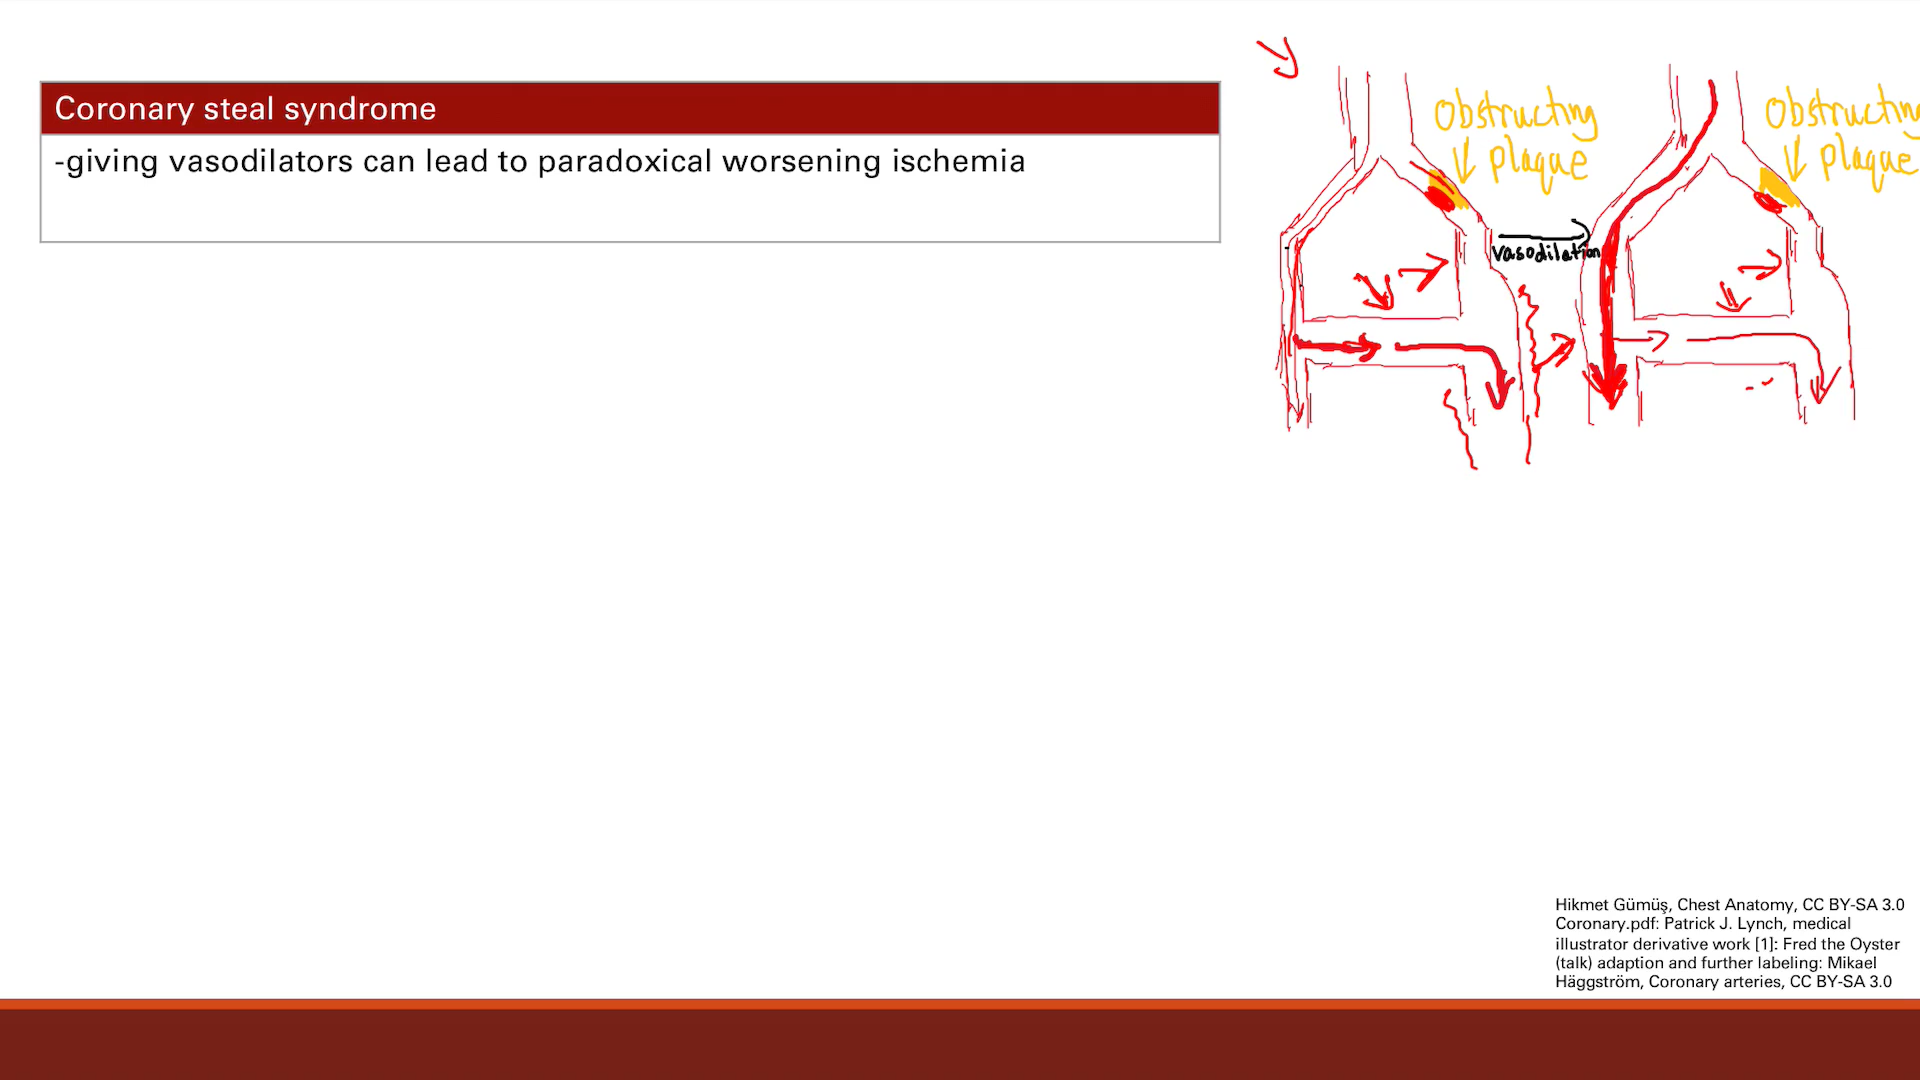 Coronary steal syndrome
-giving vasodilators can lead to paradoxical worsening ischemia
Obstructing
plaque
vasodilation
Obstructing
plaque
Hikmet Gümüş, Chest Anatomy, CC BY-SA 3.0
Coronary.pdf: Patrick J. Lynch, medical
illustrator derivative work [1]: Fred the Oyster
(talk) adaption and further labeling: Mikael
Häggström, Coronary arteries, CC BY-SA 3.0